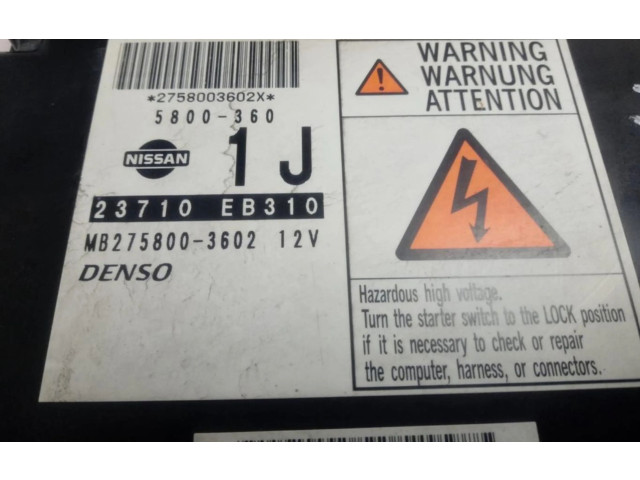 *2758003602X*
5800-360
NISSAN
1J
23710 EB310
MB275800-3602 12V
DENSO
WARNING
WARNUNG
ATTENTION
Hazardous high voltage.
Turn the starter switch to the LOCK position
if it is necessary to check or repair
the computer, harness, or connectors.